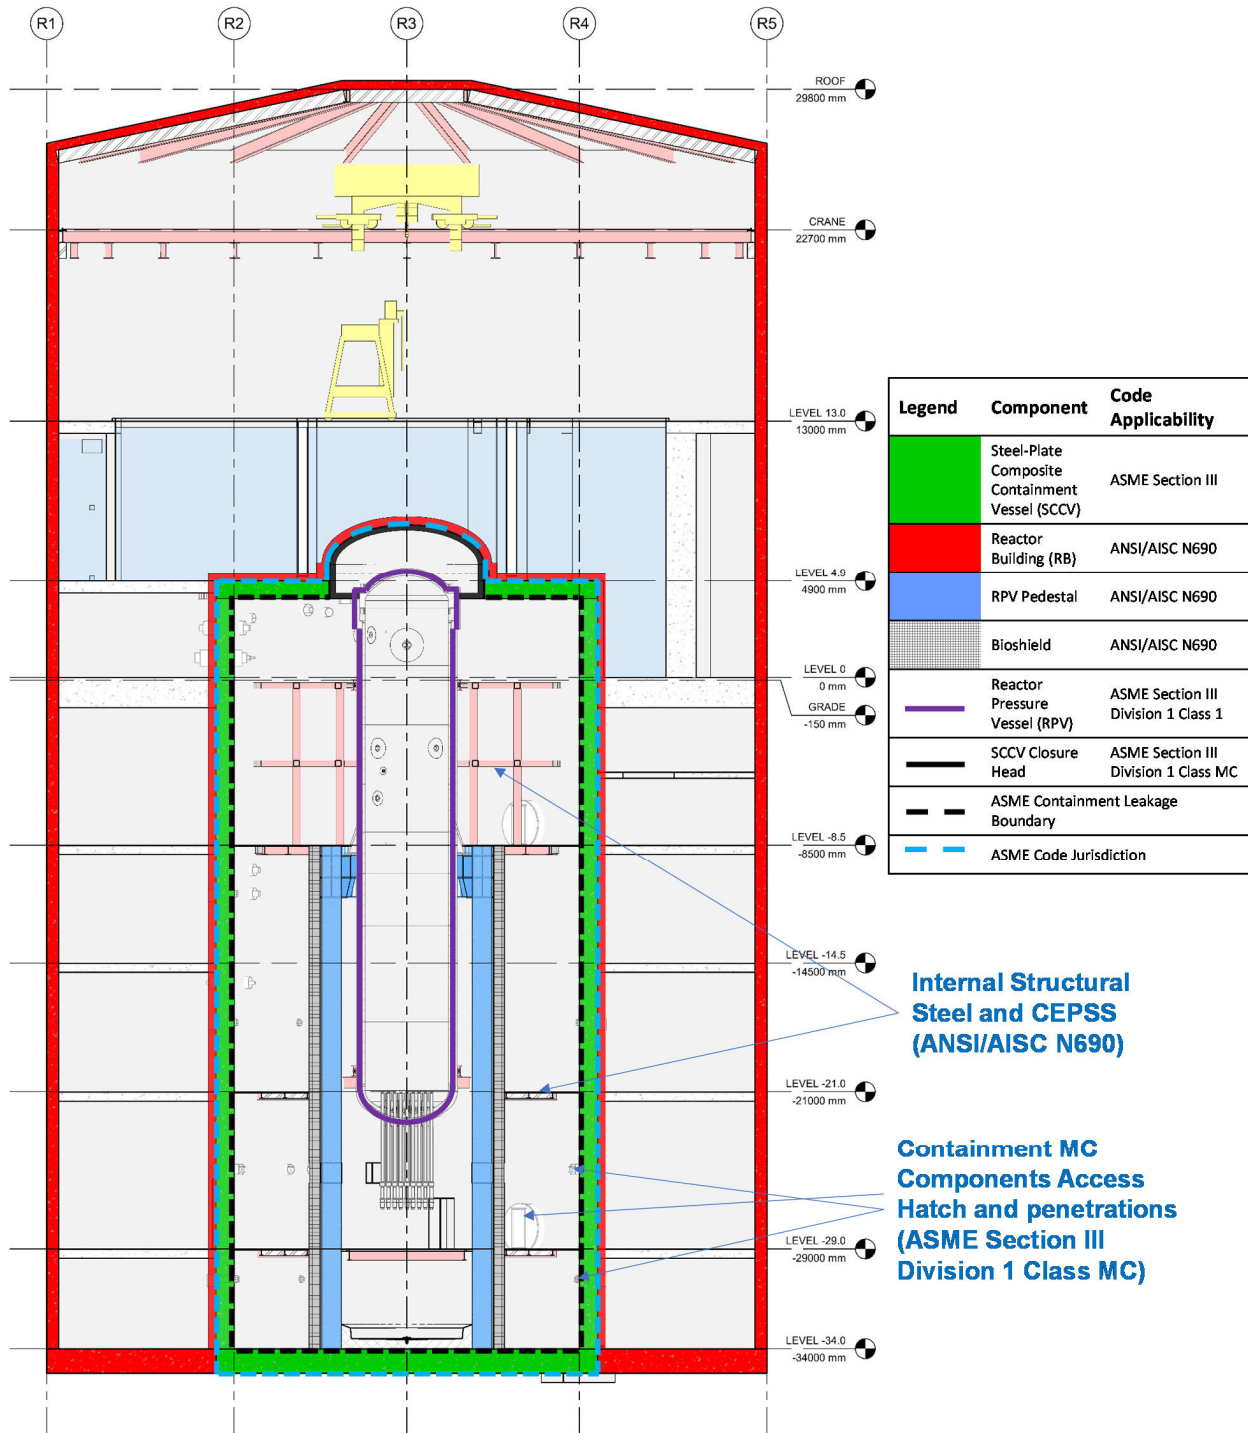 R1
R2
R3
R4
R5
ROOF
29800 mm
CRANE
22700 mm
LEVEL 13.0
13000 mm
LEVEL 4.9
4900 mm
LEVEL 0
0 mm
GRADE
-150 mm
LEVEL -8.5
-8500 mm
LEVEL -14.5
-14500 mm
LEVEL -21.0
-21000 mm
LEVEL -29.0
-29000 mm
LEVEL -34.0
-34000 mm
Legend
Component
Code
Applicability
Steel-Plate
Composite
Containment
Vessel (SCCV)
ASME Section III
Reactor
Building (RB)
ANSI/AISC N690
RPV Pedestal
ANSI/AISC N690
Bioshield
ANSI/AISC N690
Reactor
Pressure
Vessel (RPV)
ASME Section III
Division 1 Class 1
SCCV Closure
Head
ASME Section III
Division 1 Class MC
ASME Containment Leakage
Boundary
ASME Code Jurisdiction
Internal Structural
Steel and CEPSS
(ANSI/AISC N690)
Containment MC
Components Access
Hatch and penetrations
(ASME Section III
Division 1 Class MC)